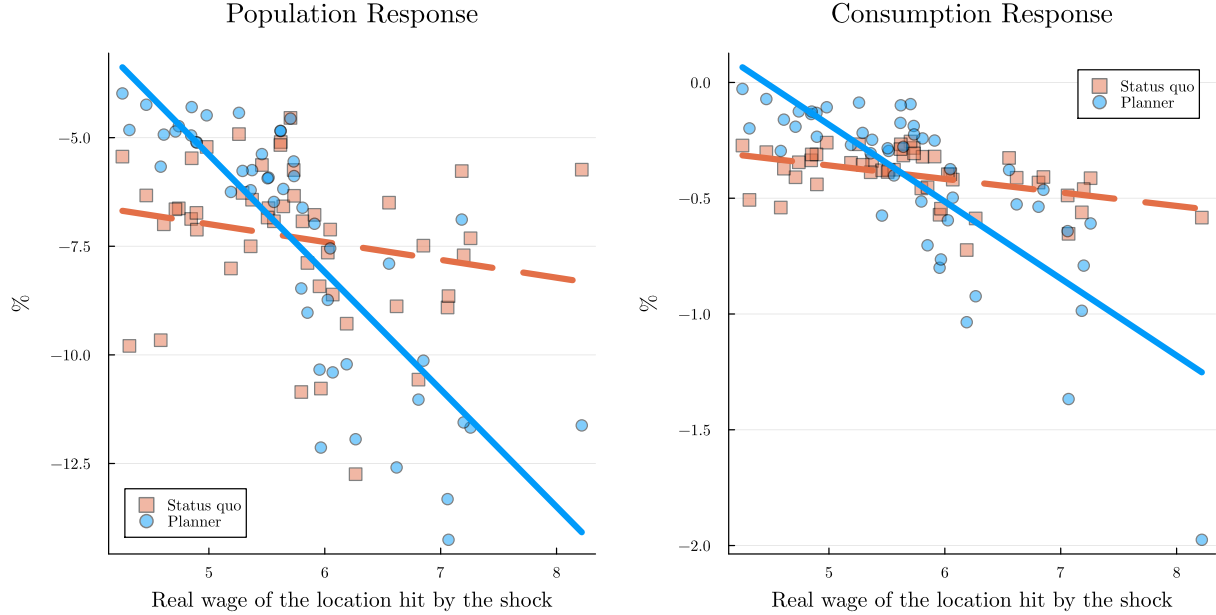 Population Response
−5.0
−7.5
−10.0
−12.5
%
Status quo
Planner
5 6 7 8
Real wage of the location hit by the shock
Consumption Response
0.0
−0.5
−1.0
−1.5
−2.0
%
Status quo
Planner
5 6 7 8
Real wage of the location hit by the shock